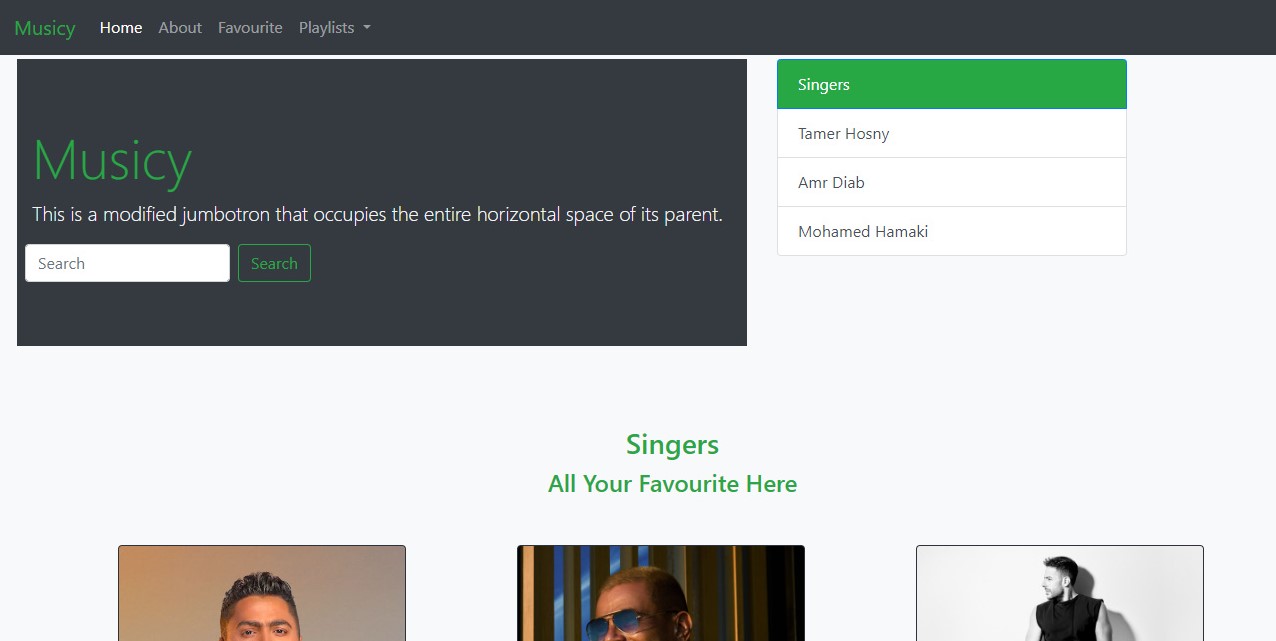 Musicy Home About Favourite Playlists
Musicy
This is a modified jumbotron that occupies the entire horizontal space of its parent.
Search Search
Singers
Tamer Hosny
Amr Diab
Mohamed Hamaki
Singers
All Your Favourite Here